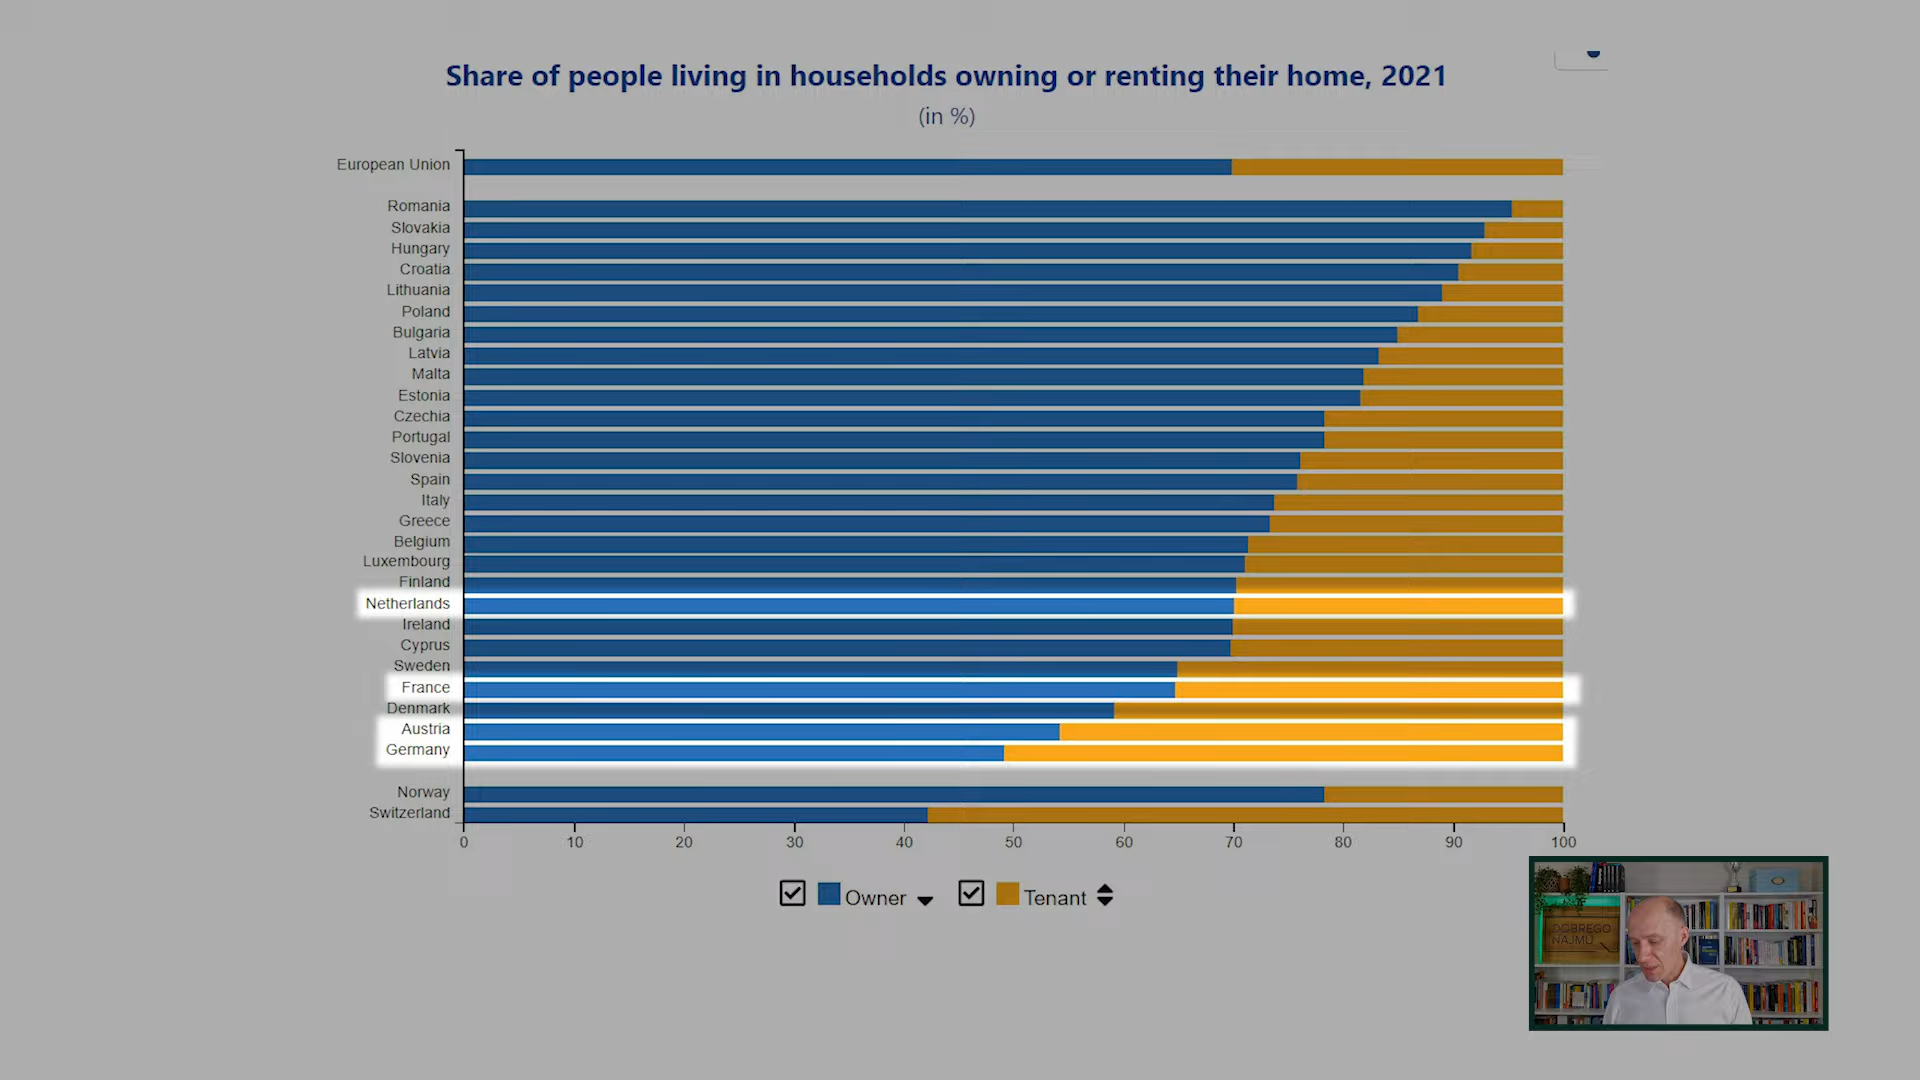 Share of people living in households owning or renting their home, 2021
(in %)
European Union
Romania
Slovakia
Hungary
Croatia
Lithuania
Poland
Bulgaria
Latvia
Malta
Estonia
Czechia
Portugal
Slovenia
Spain
Italy
Greece
Belgium
Luxembourg
Finland
Netherlands
Ireland
Cyprus
Sweden
France
Denmark
Austria
Germany
Norway
Switzerland
0 10 20 30 40 50 60 70 80 90 100
Owner Tenant
DOBREGO
NAJMU